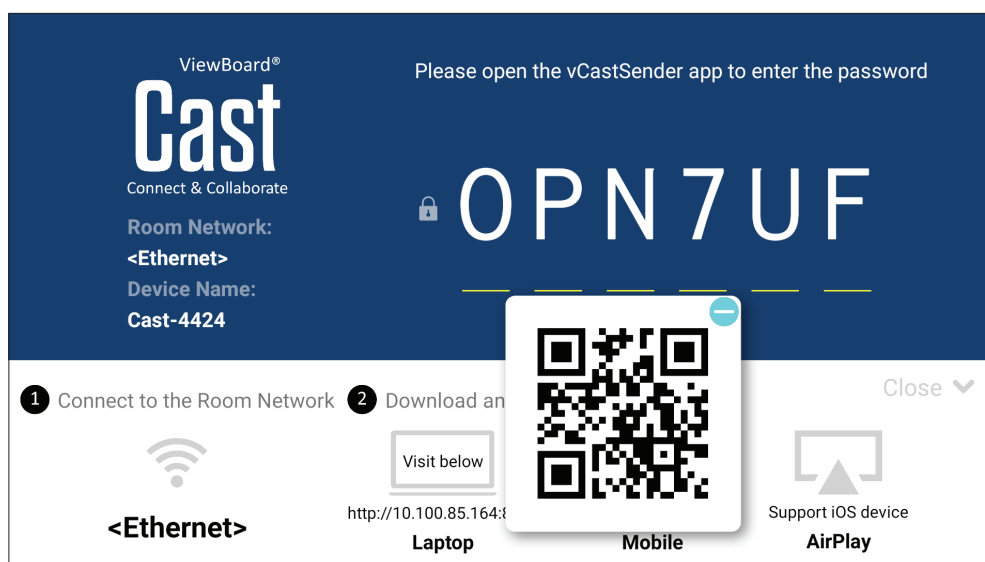 ViewBoard®
Cast
Connect & Collaborate
Room Network:
<Ethernet>
Device Name:
Cast-4424
Please open the vCastSender app to enter the password
OPN7UF
Close
1 Connect to the Room Network
<Ethernet>
2 Download an
Visit below
http://10.100.85.164:8
Laptop
Mobile
Support iOS device
AirPlay